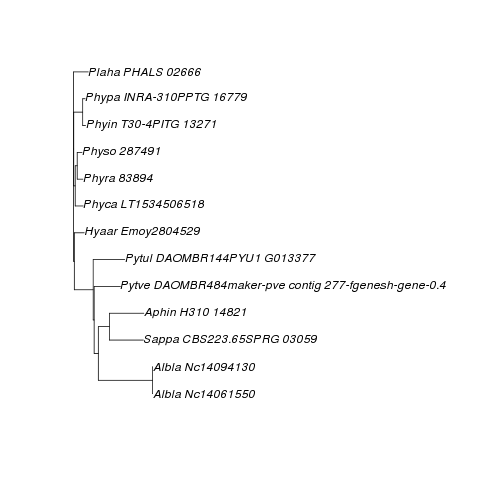 Plaha PHALS 02666
Phypa INRA-310PPTG 16779
Phyin T30-4PITG 13271
Physo 287491
Phyra 83894
Phyca LT1534506518
Hyaar Emoy2804529
Pytul DAOMBR144PYU1 G013377
Pytve DAOMBR484maker-pve contig 277-fgenesh-gene-0.4
Aphin H310 14821
Sappa CBS223.65SPRG 03059
Albla Nc14094130
Albla Nc14061550